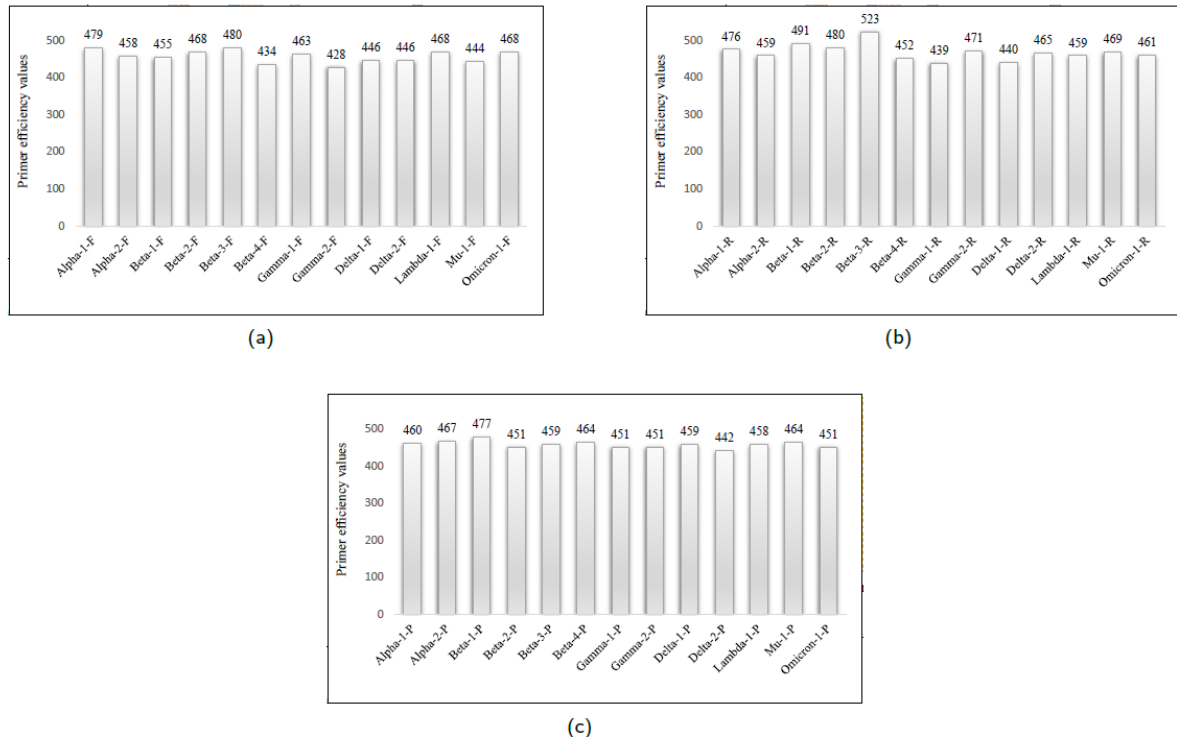 479 458 455 468 480 434 463 428 446 446 468 444 468
500
400
300
200
100
0
Primer efficiency values
Alpha-1-F Alpha-2-F Beta-1-F Beta-2-F Beta-3-F Beta-4-F Gamma-1-F Gamma-2-F Delta-1-F Delta-2-F Lambda-1-F Mu-1-F Omicron-1-F
(a)
476 459 491 480 523 452 439 471 440 465 459 469 461
500
400
300
200
100
0
Primer efficiency values
Alpha-1-R Alpha-2-R Beta-1-R Beta-2-R Beta-3-R Beta-4-R Gamma-1-R Gamma-2-R Delta-1-R Delta-2-R Lambda-1-R Mu-1-R Omicron-1-R
(b)
460 467 477 451 459 464 451 451 459 442 458 464 451
500
400
300
200
100
0
Primer efficiency values
Alpha-1-P Alpha-2-P Beta-1-P Beta-2-P Beta-3-P Beta-4-P Gamma-1-P Gamma-2-P Delta-1-P Delta-2-P Lambda-1-P Mu-1-P Omicron-1-P
(c)